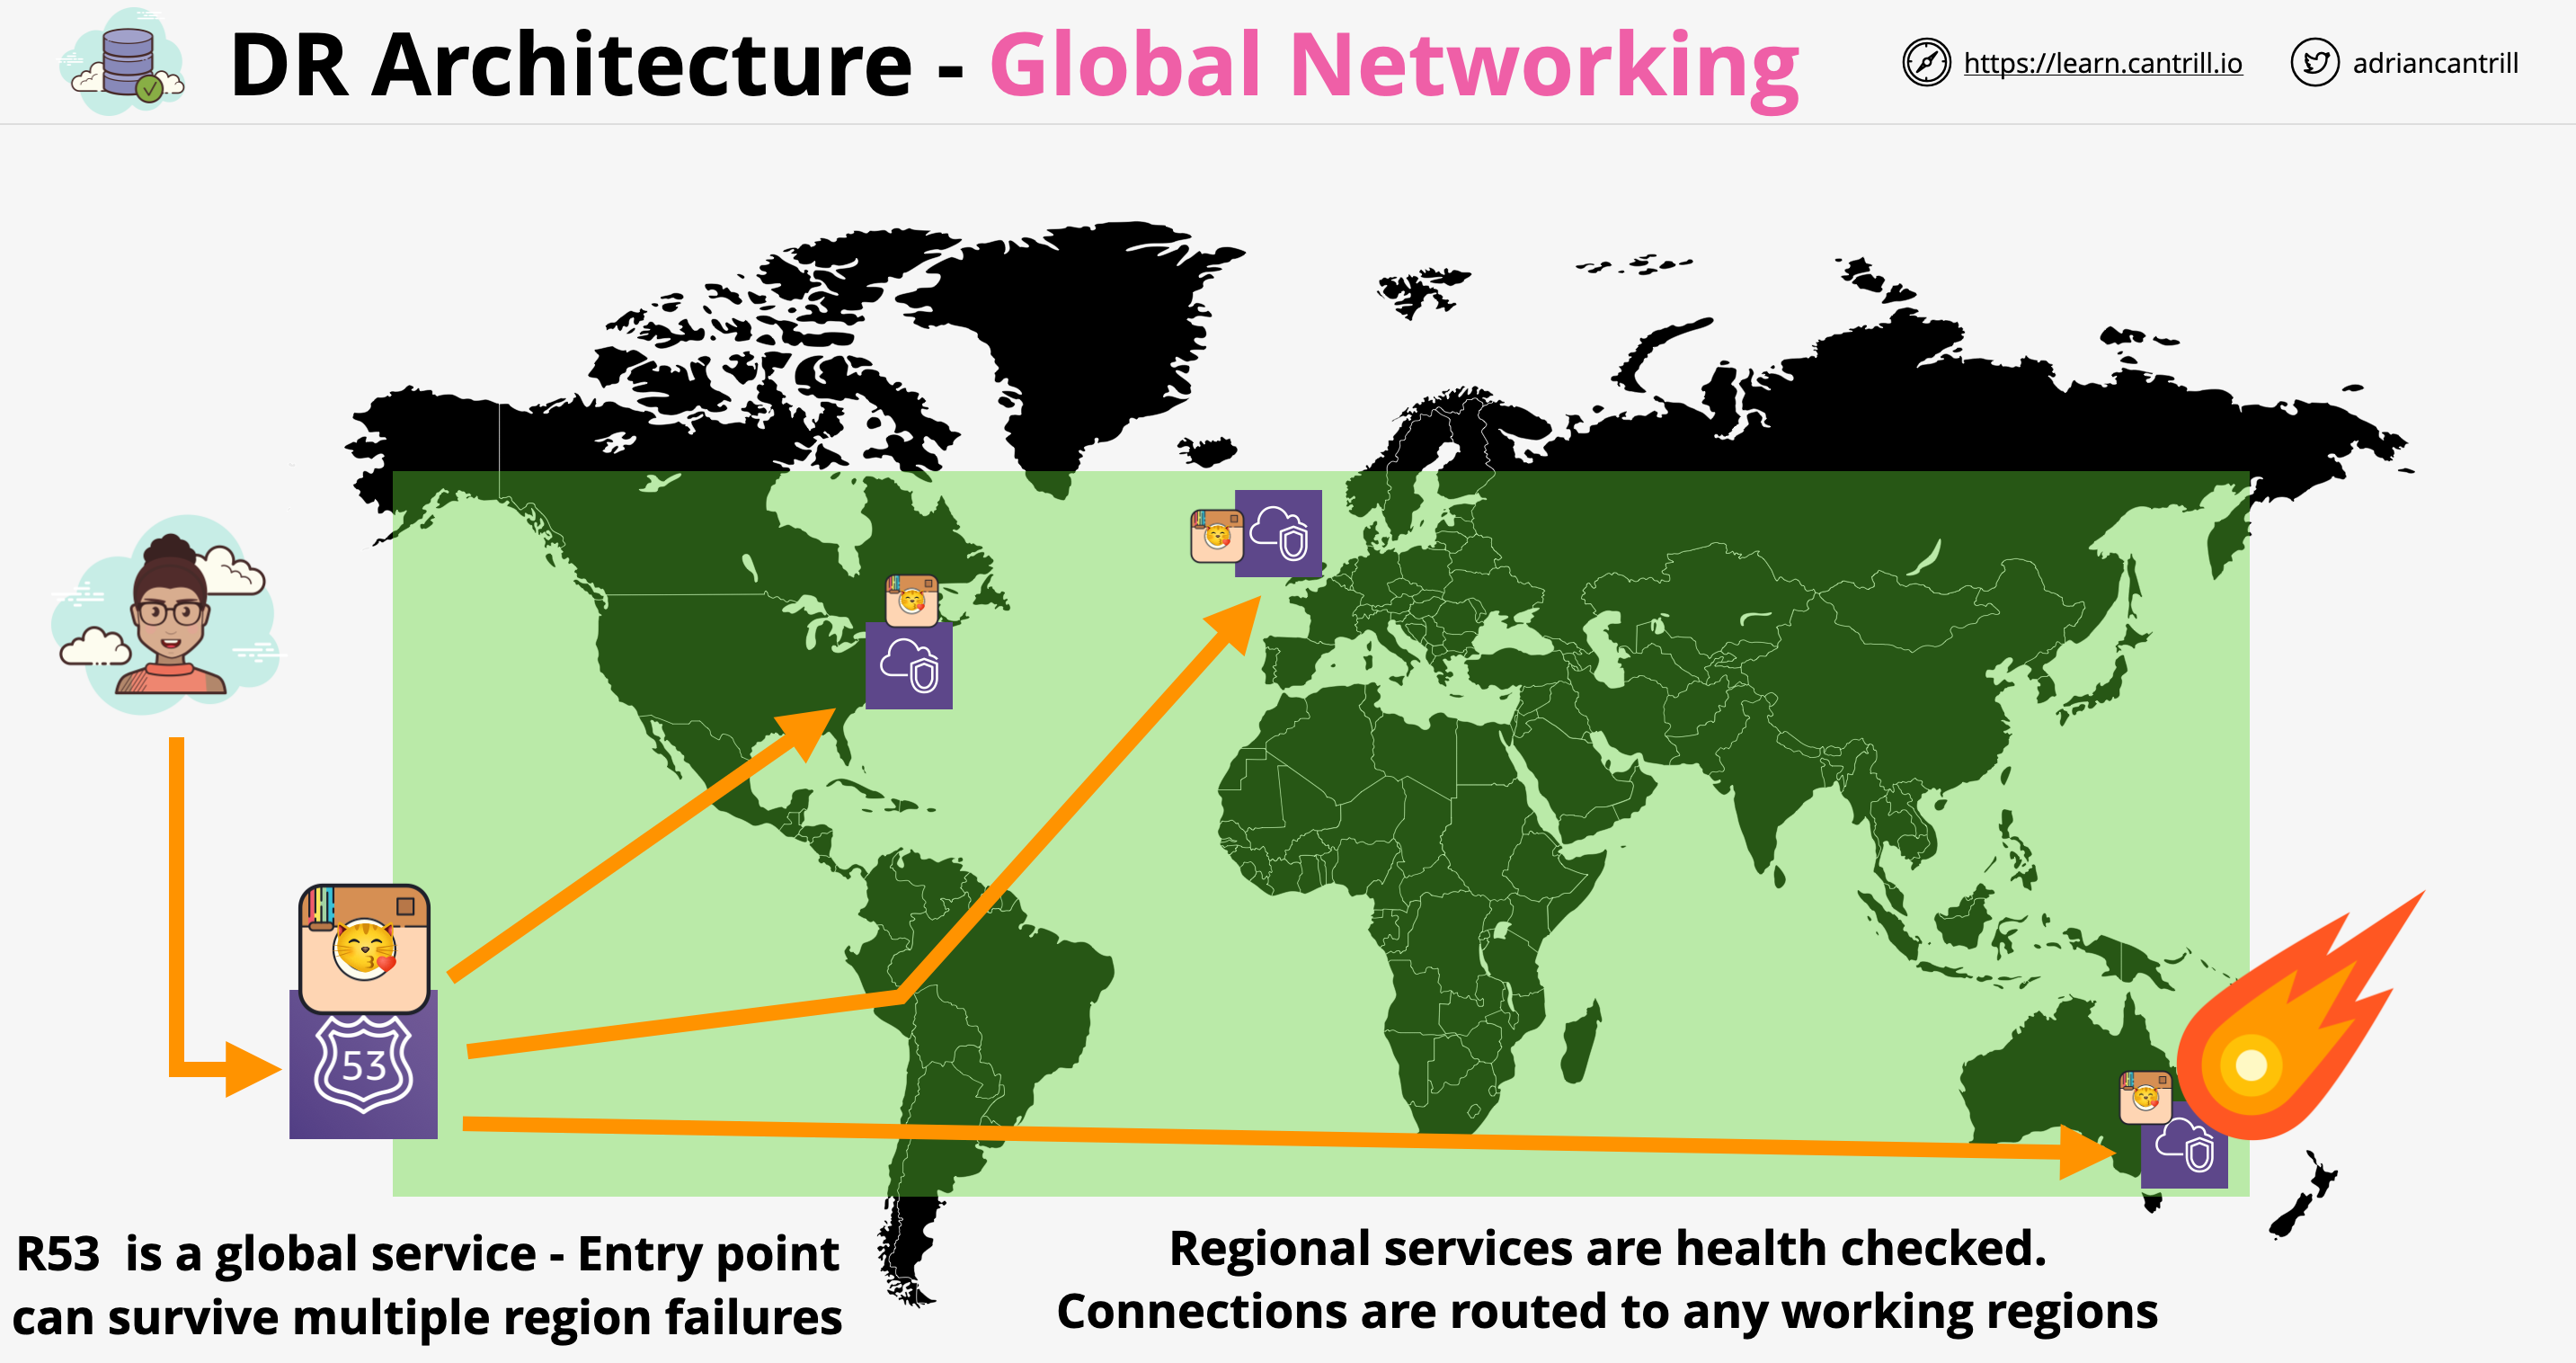 DR Architecture - Global Networking
https://learn.cantrill.io
adriancantrill
53
R53 is a global service - Entry point
can survive multiple region failures
Regional services are health checked.
Connections are routed to any working regions